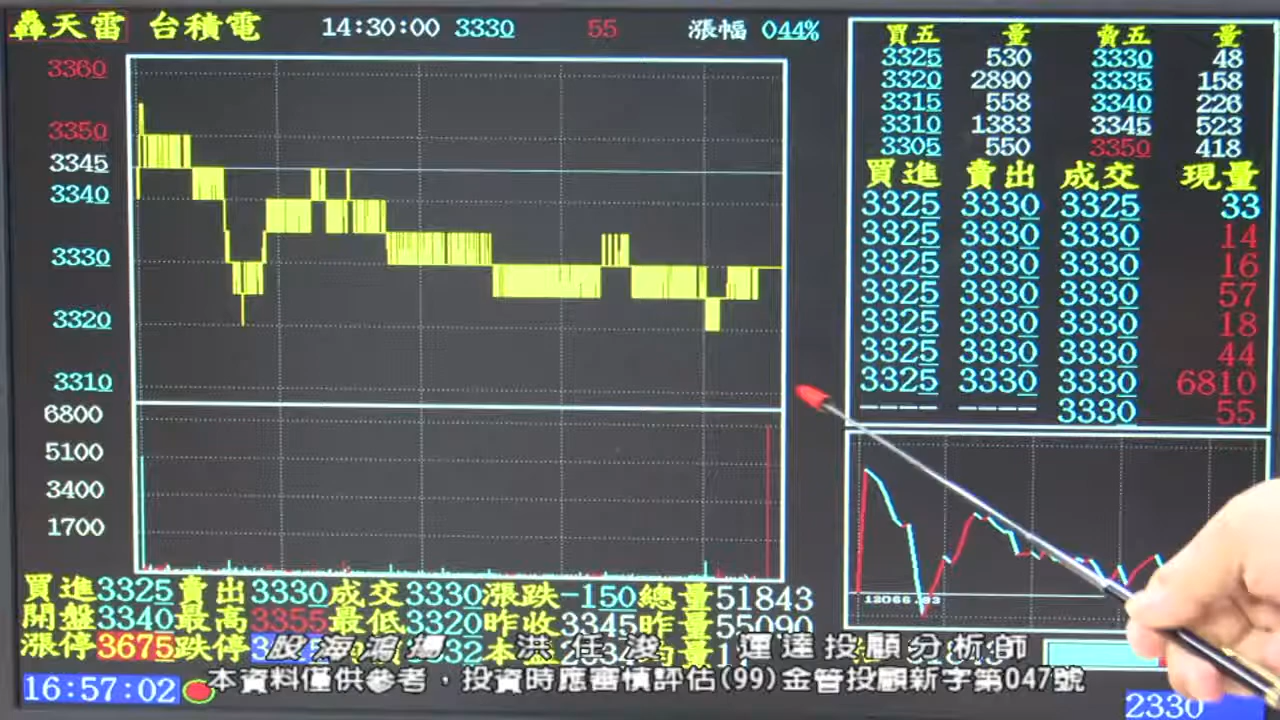 轟天雷 台積電 14:30:00 3330 55 漲幅 044%
3360
3350
3345
3340
3330
3320
3310
6800
5100
3400
1700
買五 量 賣五 量
3325 530 3330 48
3320 2890 3335 158
3315 558 3340 226
3310 1383 3345 523
3305 550 3350 418
買進 賣出 成交 現量
3325 3330 3325 33
3325 3330 3330 14
3325 3330 3330 16
3325 3330 3330 57
3325 3330 3330 18
3325 3330 3330 44
3325 3330 3330 6810
---- ---- 3330 55
買進3325賣出3330成交3330漲跌-150總量51843
開盤3340最高3355最低3320昨收3345昨量55090
漲停3675跌停
股海鴻揚 洪任浚 運達投顧分析師
本資料僅供參考，投資時應審慎評估(99)金管投顧新字第047號
16:57:02
2330